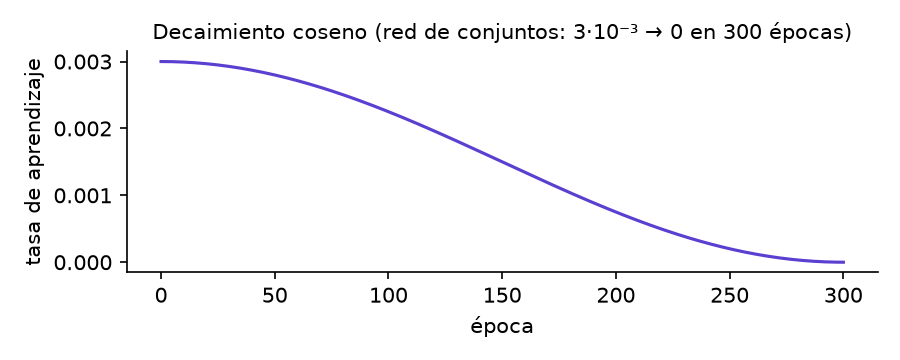 Decaimiento coseno (red de conjuntos: 3·10⁻³ → 0 en 300 épocas)
tasa de aprendizaje
0.003
0.002
0.001
0.000
0 50 100 150 200 250 300
época